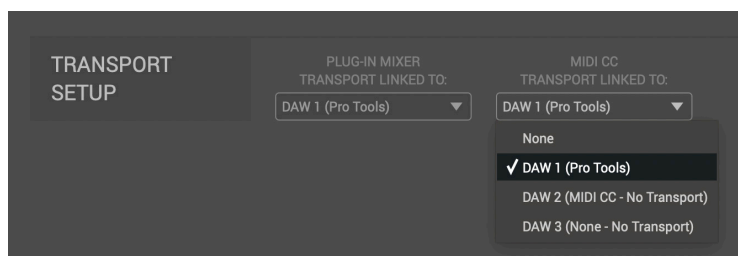 TRANSPORT
SETUP
PLUG-IN MIXER
TRANSPORT LINKED TO:
DAW 1 (Pro Tools)
MIDI CC
TRANSPORT LINKED TO:
DAW 1 (Pro Tools)
None
✓ DAW 1 (Pro Tools)
DAW 2 (MIDI CC - No Transport)
DAW 3 (None - No Transport)